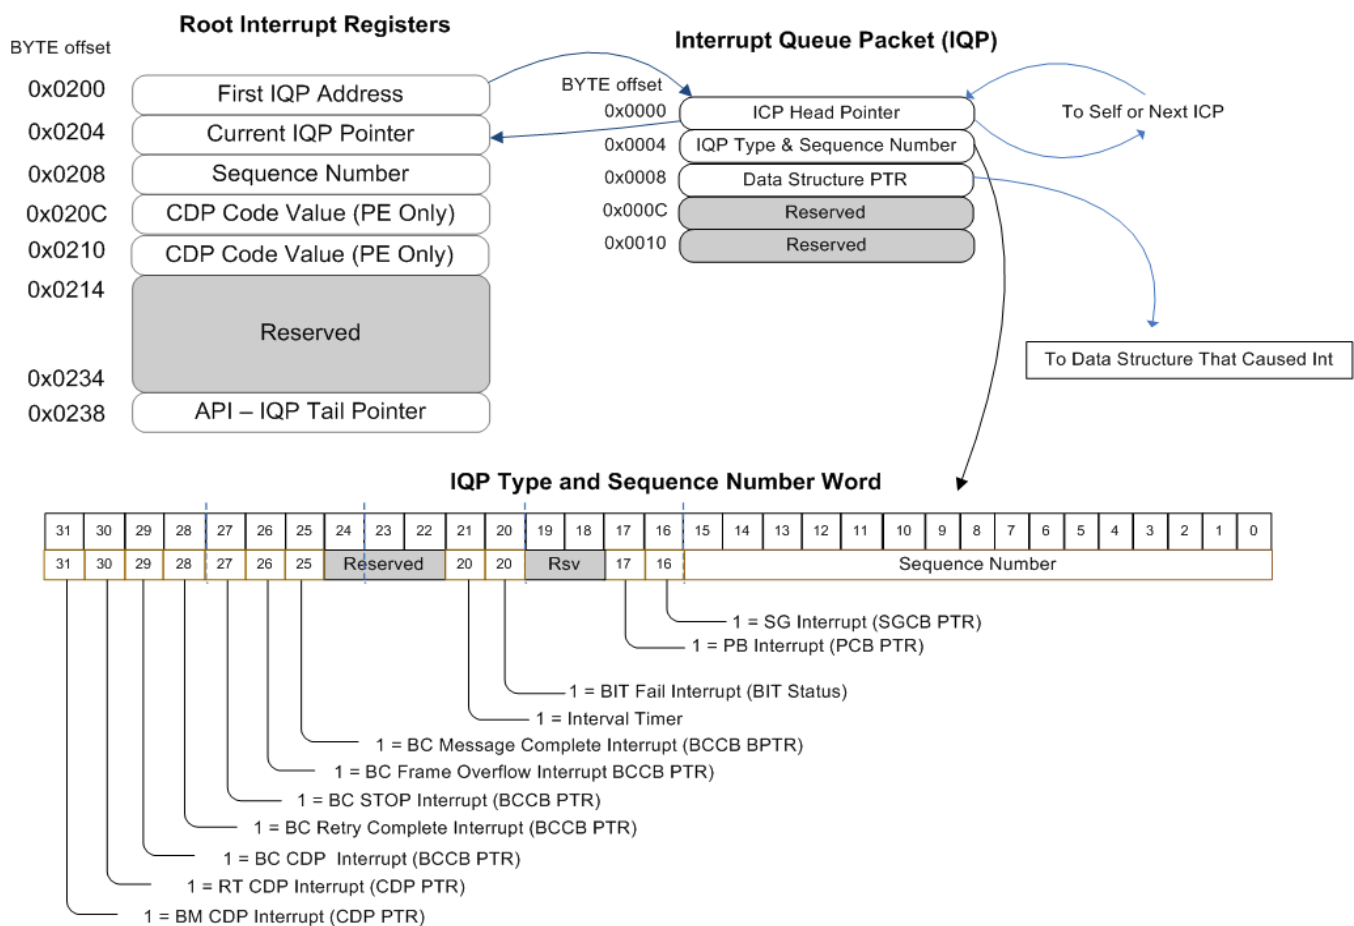 Root Interrupt Registers
BYTE offset
0x0200 First IQP Address
0x0204 Current IQP Pointer
0x0208 Sequence Number
0x020C CDP Code Value (PE Only)
0x0210 CDP Code Value (PE Only)
0x0214
Reserved
0x0234
0x0238 API – IQP Tail Pointer
Interrupt Queue Packet (IQP)
BYTE offset
0x0000 ICP Head Pointer
0x0004 IQP Type & Sequence Number
0x0008 Data Structure PTR
0x000C Reserved
0x0010 Reserved
To Self or Next ICP
To Data Structure That Caused Int
IQP Type and Sequence Number Word
31 30 29 28 27 26 25 24 23 22 21 20 19 18 17 16 15 14 13 12 11 10 9 8 7 6 5 4 3 2 1 0
31 30 29 28 27 26 25 Reserved 20 20 Rsv 17 16 Sequence Number
1 = SG Interrupt (SGCB PTR)
1 = PB Interrupt (PCB PTR)
1 = BIT Fail Interrupt (BIT Status)
1 = Interval Timer
1 = BC Message Complete Interrupt (BCCB BPTR)
1 = BC Frame Overflow Interrupt BCCB PTR)
1 = BC STOP Interrupt (BCCB PTR)
1 = BC Retry Complete Interrupt (BCCB PTR)
1 = BC CDP Interrupt (BCCB PTR)
1 = RT CDP Interrupt (CDP PTR)
1 = BM CDP Interrupt (CDP PTR)